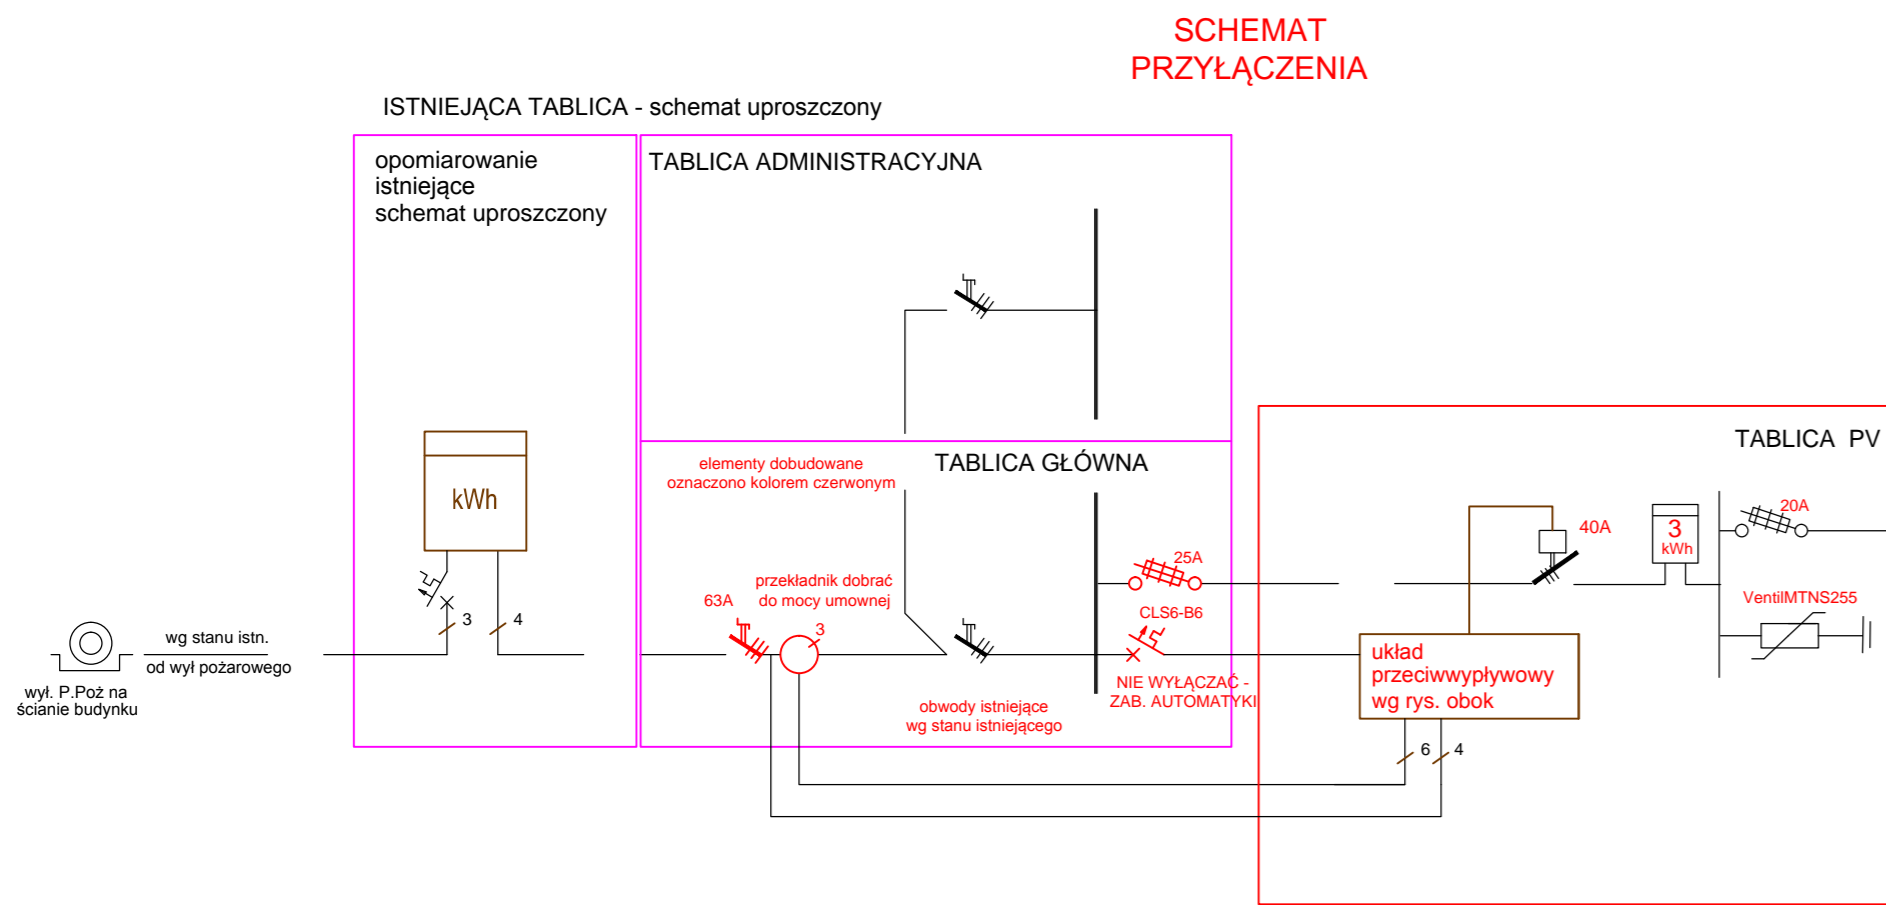 SCHEMAT
PRZYŁĄCZENIA
ISTNIEJĄCA TABLICA - schemat uproszczony
opomiarowanie
istniejące
schemat uproszczony
TABLICA ADMINISTRACYJNA
TABLICA PV
elementy dobudowane
oznaczono kolorem czerwonym
TABLICA GŁÓWNA
kWh
3
4
63A
przekładnik dobrać
do mocy umownej
3
25A
CLS6-B6
NIE WYŁĄCZAĆ -
ZAB. AUTOMATYKI
obwody istniejące
wg stanu istniejącego
40A
3
kWh
20A
VentilMTNS255
układ
przeciwwypływowy
wg rys. obok
6
4
wg stanu istn.
od wył pożarowego
wył. P.Poż na
ścianie budynku